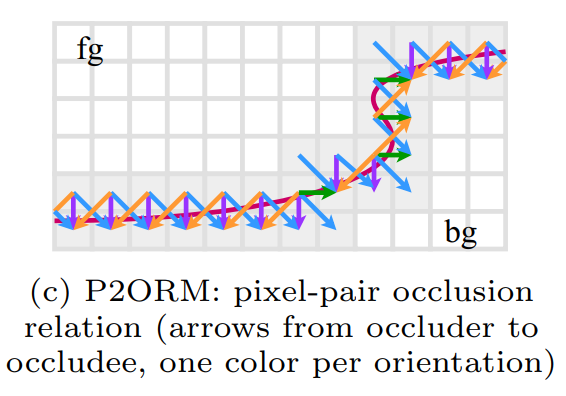 fg
bg
(c) P2ORM: pixel-pair occlusion
relation (arrows from occluder to
occludee, one color per orientation)